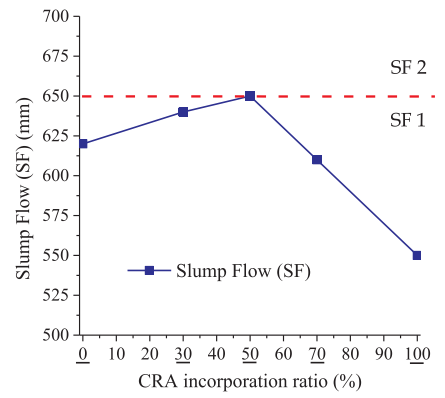 700
675
650
625
600
575
550
525
500
Slump Flow (SF) (mm)
SF 2
SF 1
Slump Flow (SF)
0 10 20 30 40 50 60 70 80 90 100
CRA incorporation ratio (%)